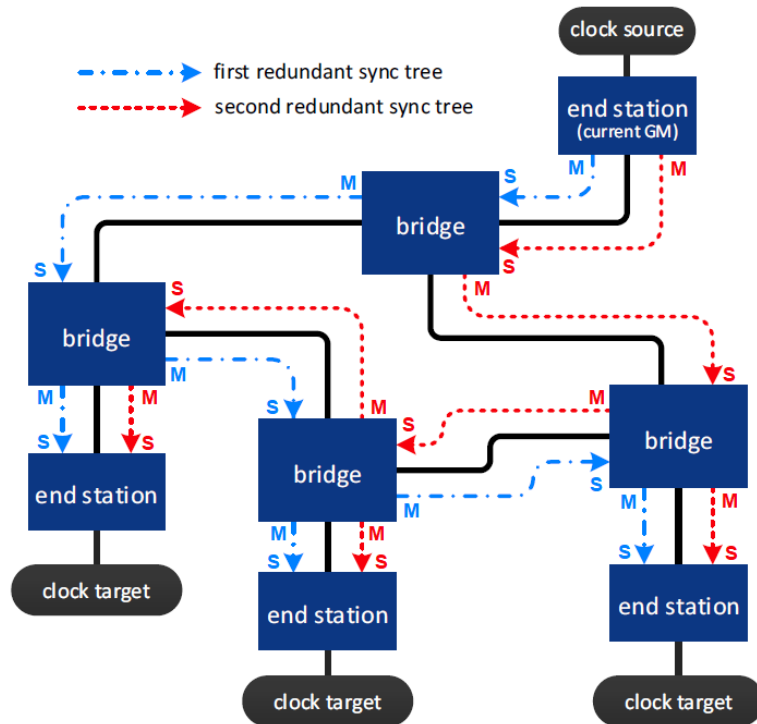 clock source
first redundant sync tree
second redundant sync tree
end station
(current GM)
M
M
M
S
bridge
S
M
S
S
bridge
M
M
M
S
S
end station
clock target
S
M
S
bridge
M
M
M
S
S
end station
clock target
M
S
bridge
S
M
M
S
S
end station
clock target